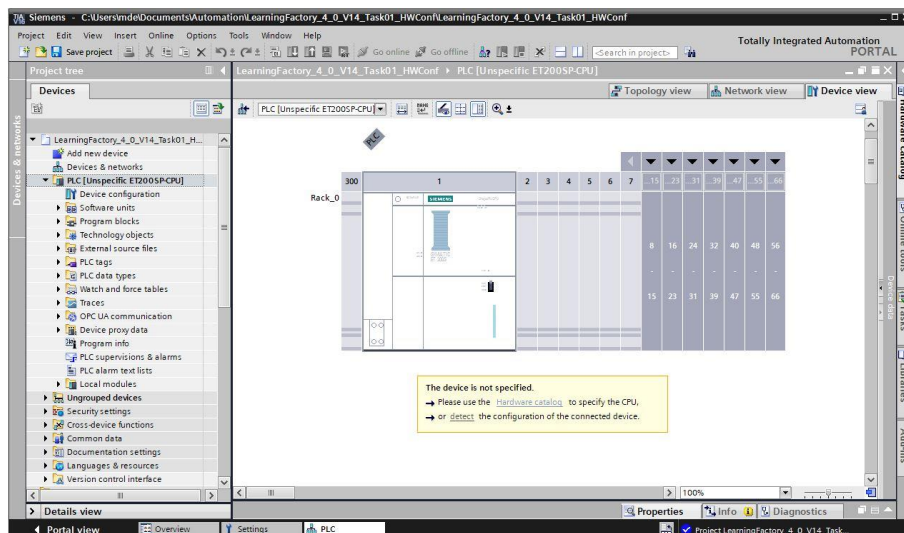 Siemens - C:\Users\mde\Documents\Automation\LearningFactory_4_0_V14_Task01_HWConf\LearningFactory_4_0_V14_Task01_HWConf
Project Edit View Insert Online Options Tools Window Help
Totally Integrated Automation
PORTAL
Save project
Go online
Go offline
<Search in project>
Project tree
LearningFactory_4_0_V14_Task01_HWConf PLC [Unspecific ET200SP-CPU]
Devices
Topology view
Network view
Device view
PLC [Unspecific ET200SP-CPU]
100%
Devices & networks
Hardware catalog
Online tools
Tasks
Libraries
Add-ins
Device data
LearningFactory_4_0_V14_Task01_H...
Add new device
Devices & networks
PLC [Unspecific ET200SP-CPU]
Device configuration
Software units
Program blocks
Technology objects
External source files
PLC tags
PLC data types
Watch and force tables
Traces
OPC UA communication
Device proxy data
Program info
PLC supervisions & alarms
PLC alarm text lists
Local modules
Ungrouped devices
Security settings
Cross-device functions
Common data
Documentation settings
Languages & resources
Version control interface
Details view
PLC
300 1 2 3 4 5 6 7 ...15 ...23 ...31 ...39 ...47 ...55 ...66
Rack_0
SIEMENS
8 16 24 32 40 48 56
- - - - - - -
15 23 31 39 47 55 66
The device is not specified.
→ Please use the Hardware catalog to specify the CPU,
→ or detect the configuration of the connected device.
Properties
Info
Diagnostics
Portal view
Overview
Settings
PLC
Project LearningFactory_4_0_V14_Task...